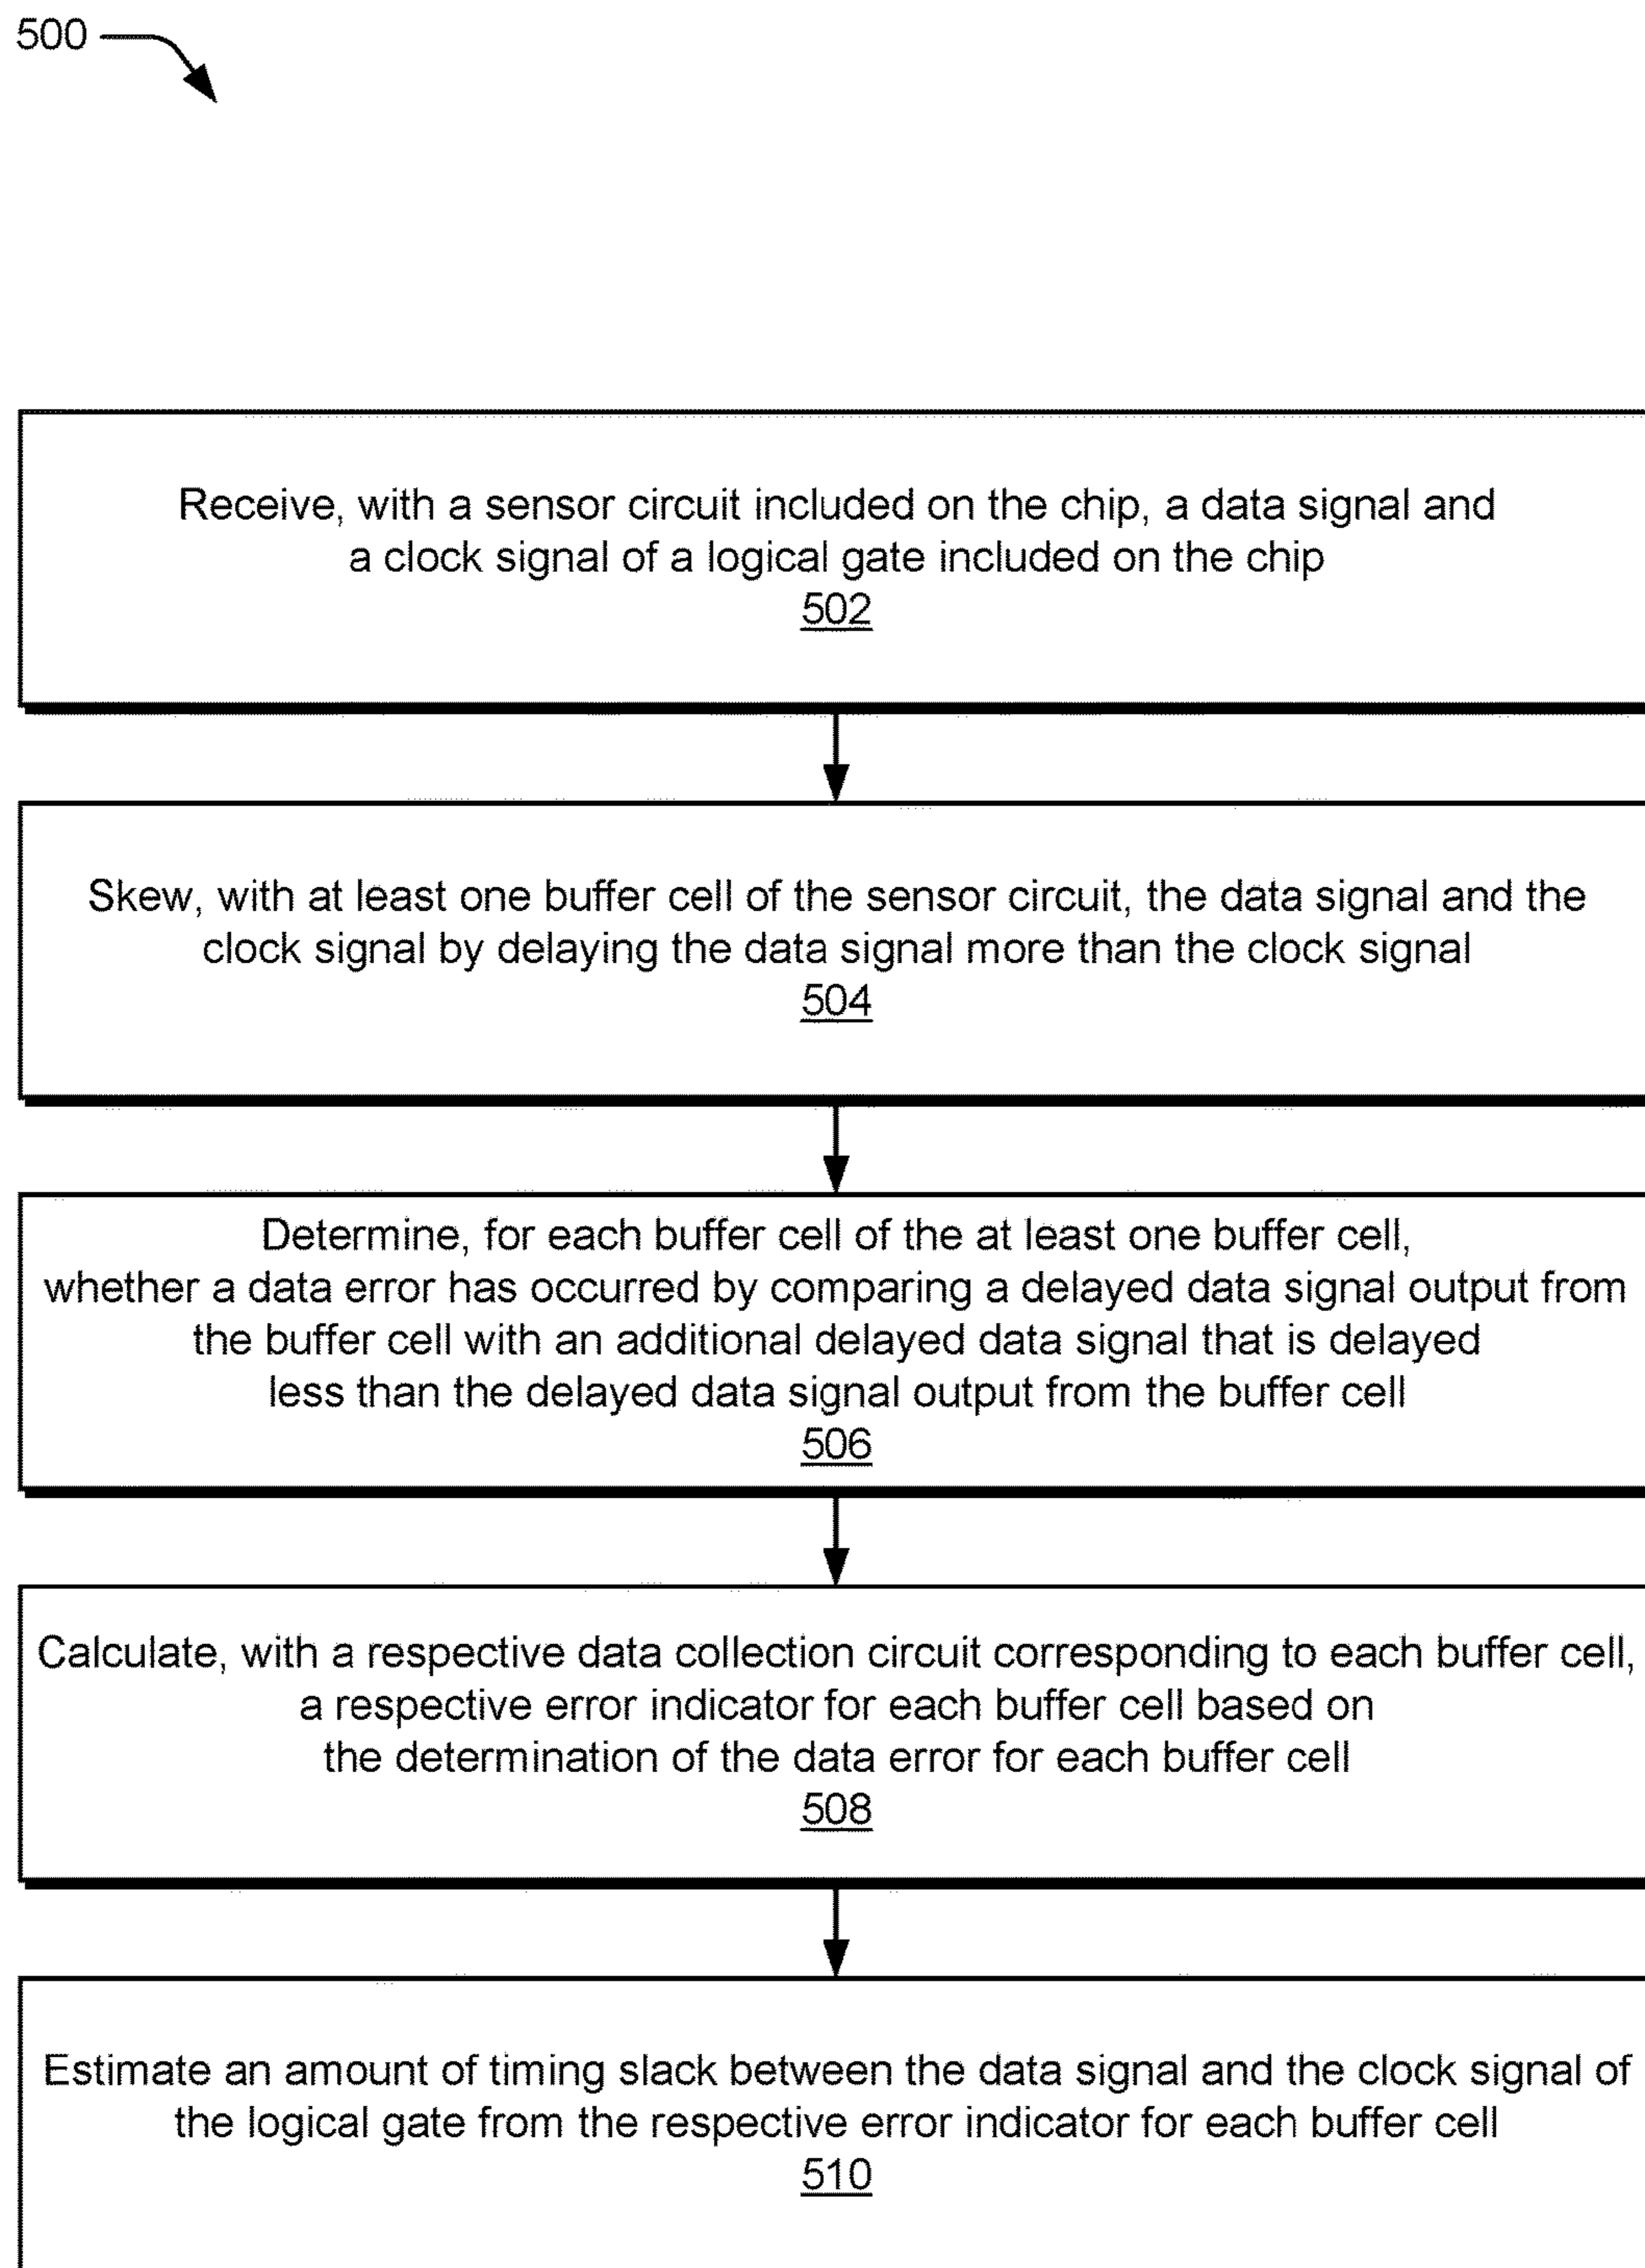 500
Receive, with a sensor circuit included on the chip, a data signal and
a clock signal of a logical gate included on the chip
502
Skew, with at least one buffer cell of the sensor circuit, the data signal and the
clock signal by delaying the data signal more than the clock signal
504
Determine, for each buffer cell of the at least one buffer cell,
whether a data error has occurred by comparing a delayed data signal output from
the buffer cell with an additional delayed data signal that is delayed
less than the delayed data signal output from the buffer cell
506
Calculate, with a respective data collection circuit corresponding to each buffer cell,
a respective error indicator for each buffer cell based on
the determination of the data error for each buffer cell
508
Estimate an amount of timing slack between the data signal and the clock signal of
the logical gate from the respective error indicator for each buffer cell
510